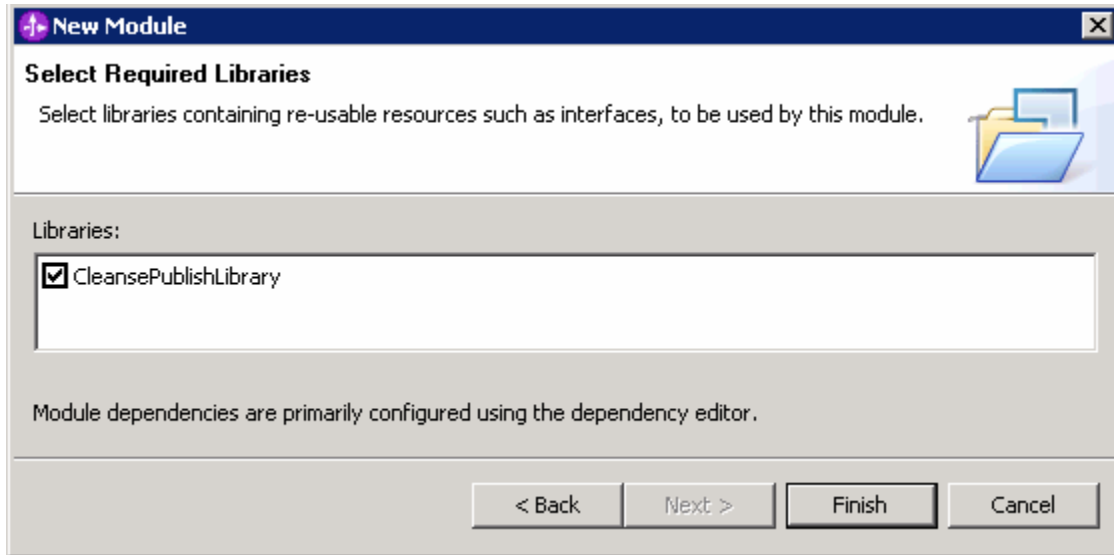 New Module
Select Required Libraries
Select libraries containing re-usable resources such as interfaces, to be used by this module.
Libraries:
CleansePublishLibrary
Module dependencies are primarily configured using the dependency editor.
< Back Next > Finish Cancel